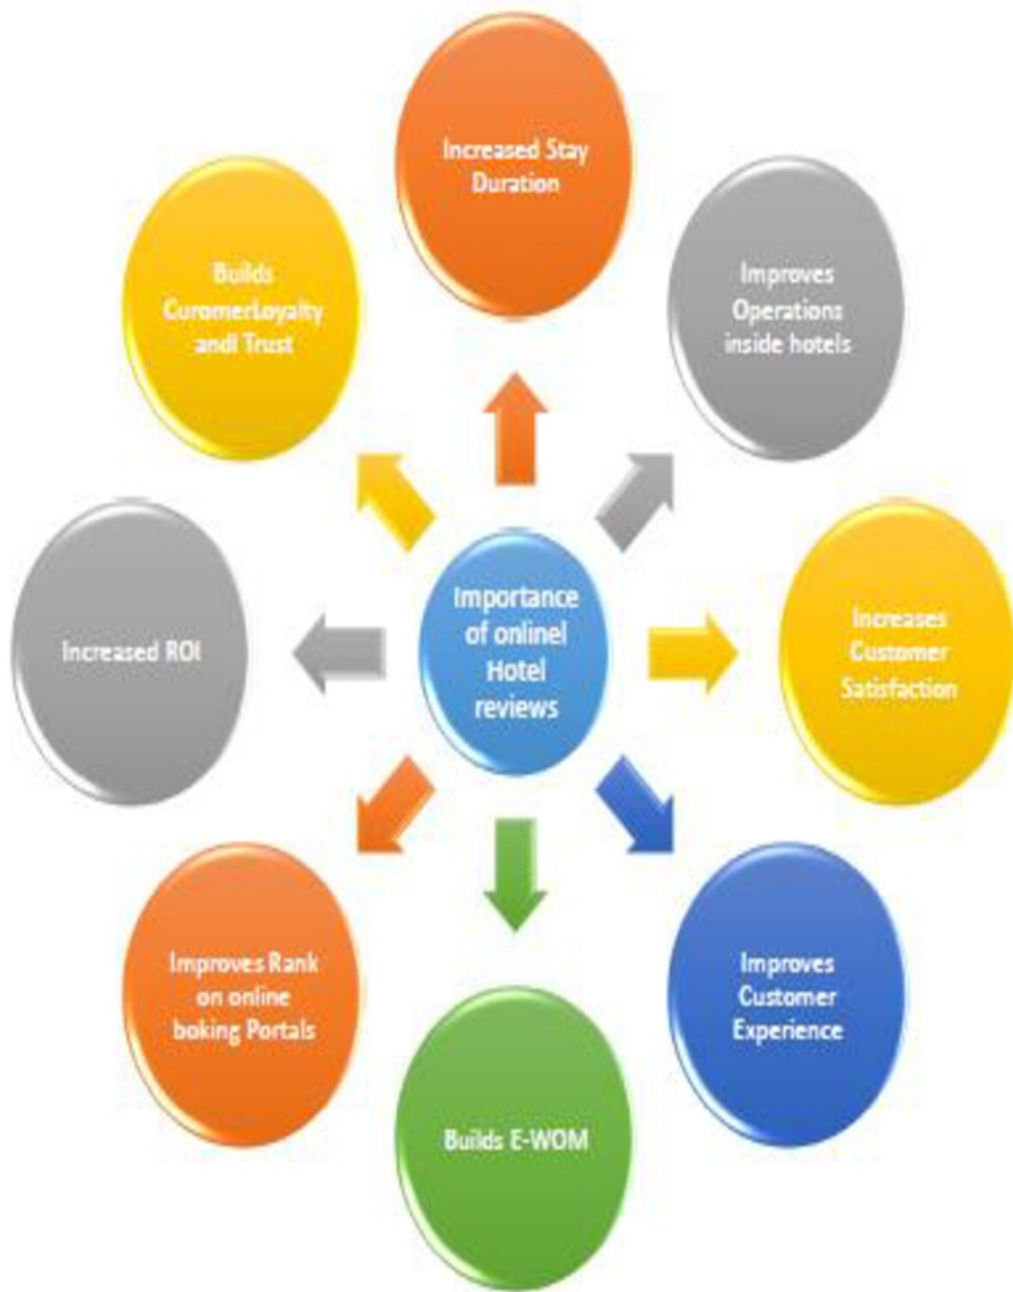 Increased Stay
Duration
Improves
Operations
inside hotels
Increases
Customer
Satisfaction
Improves
Customer
Experience
Builds E-WOM
Improves Rank
on online
boking Portals
Increased ROI
Builds
CuromerLoyalty
andl Trust
Importance
of onlinel
Hotel
reviews